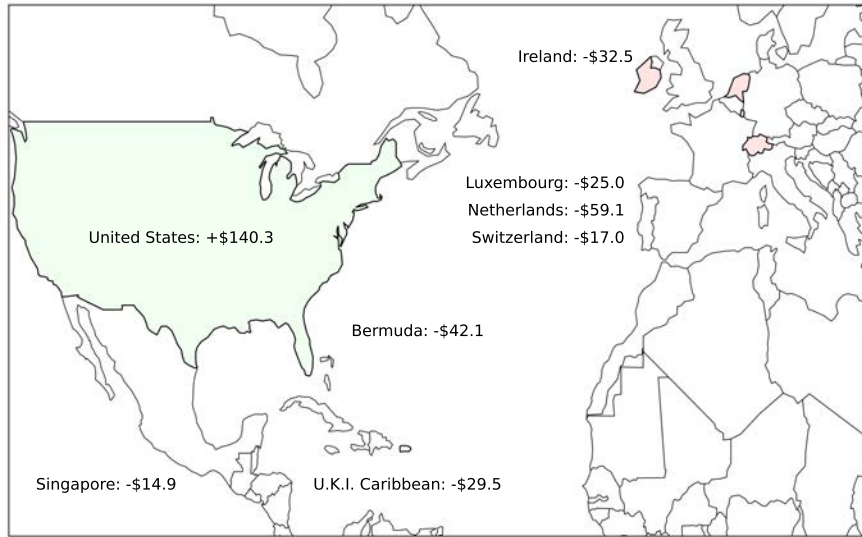 Ireland: -$32.5
Luxembourg: -$25.0
Netherlands: -$59.1
United States: +$140.3
Switzerland: -$17.0
Bermuda: -$42.1
Singapore: -$14.9
U.K.I. Caribbean: -$29.5